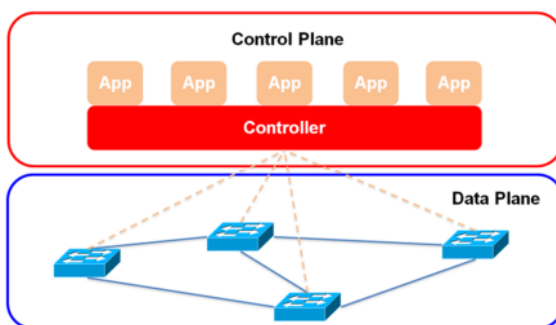 Control Plane
App App App App App
Controller
Data Plane